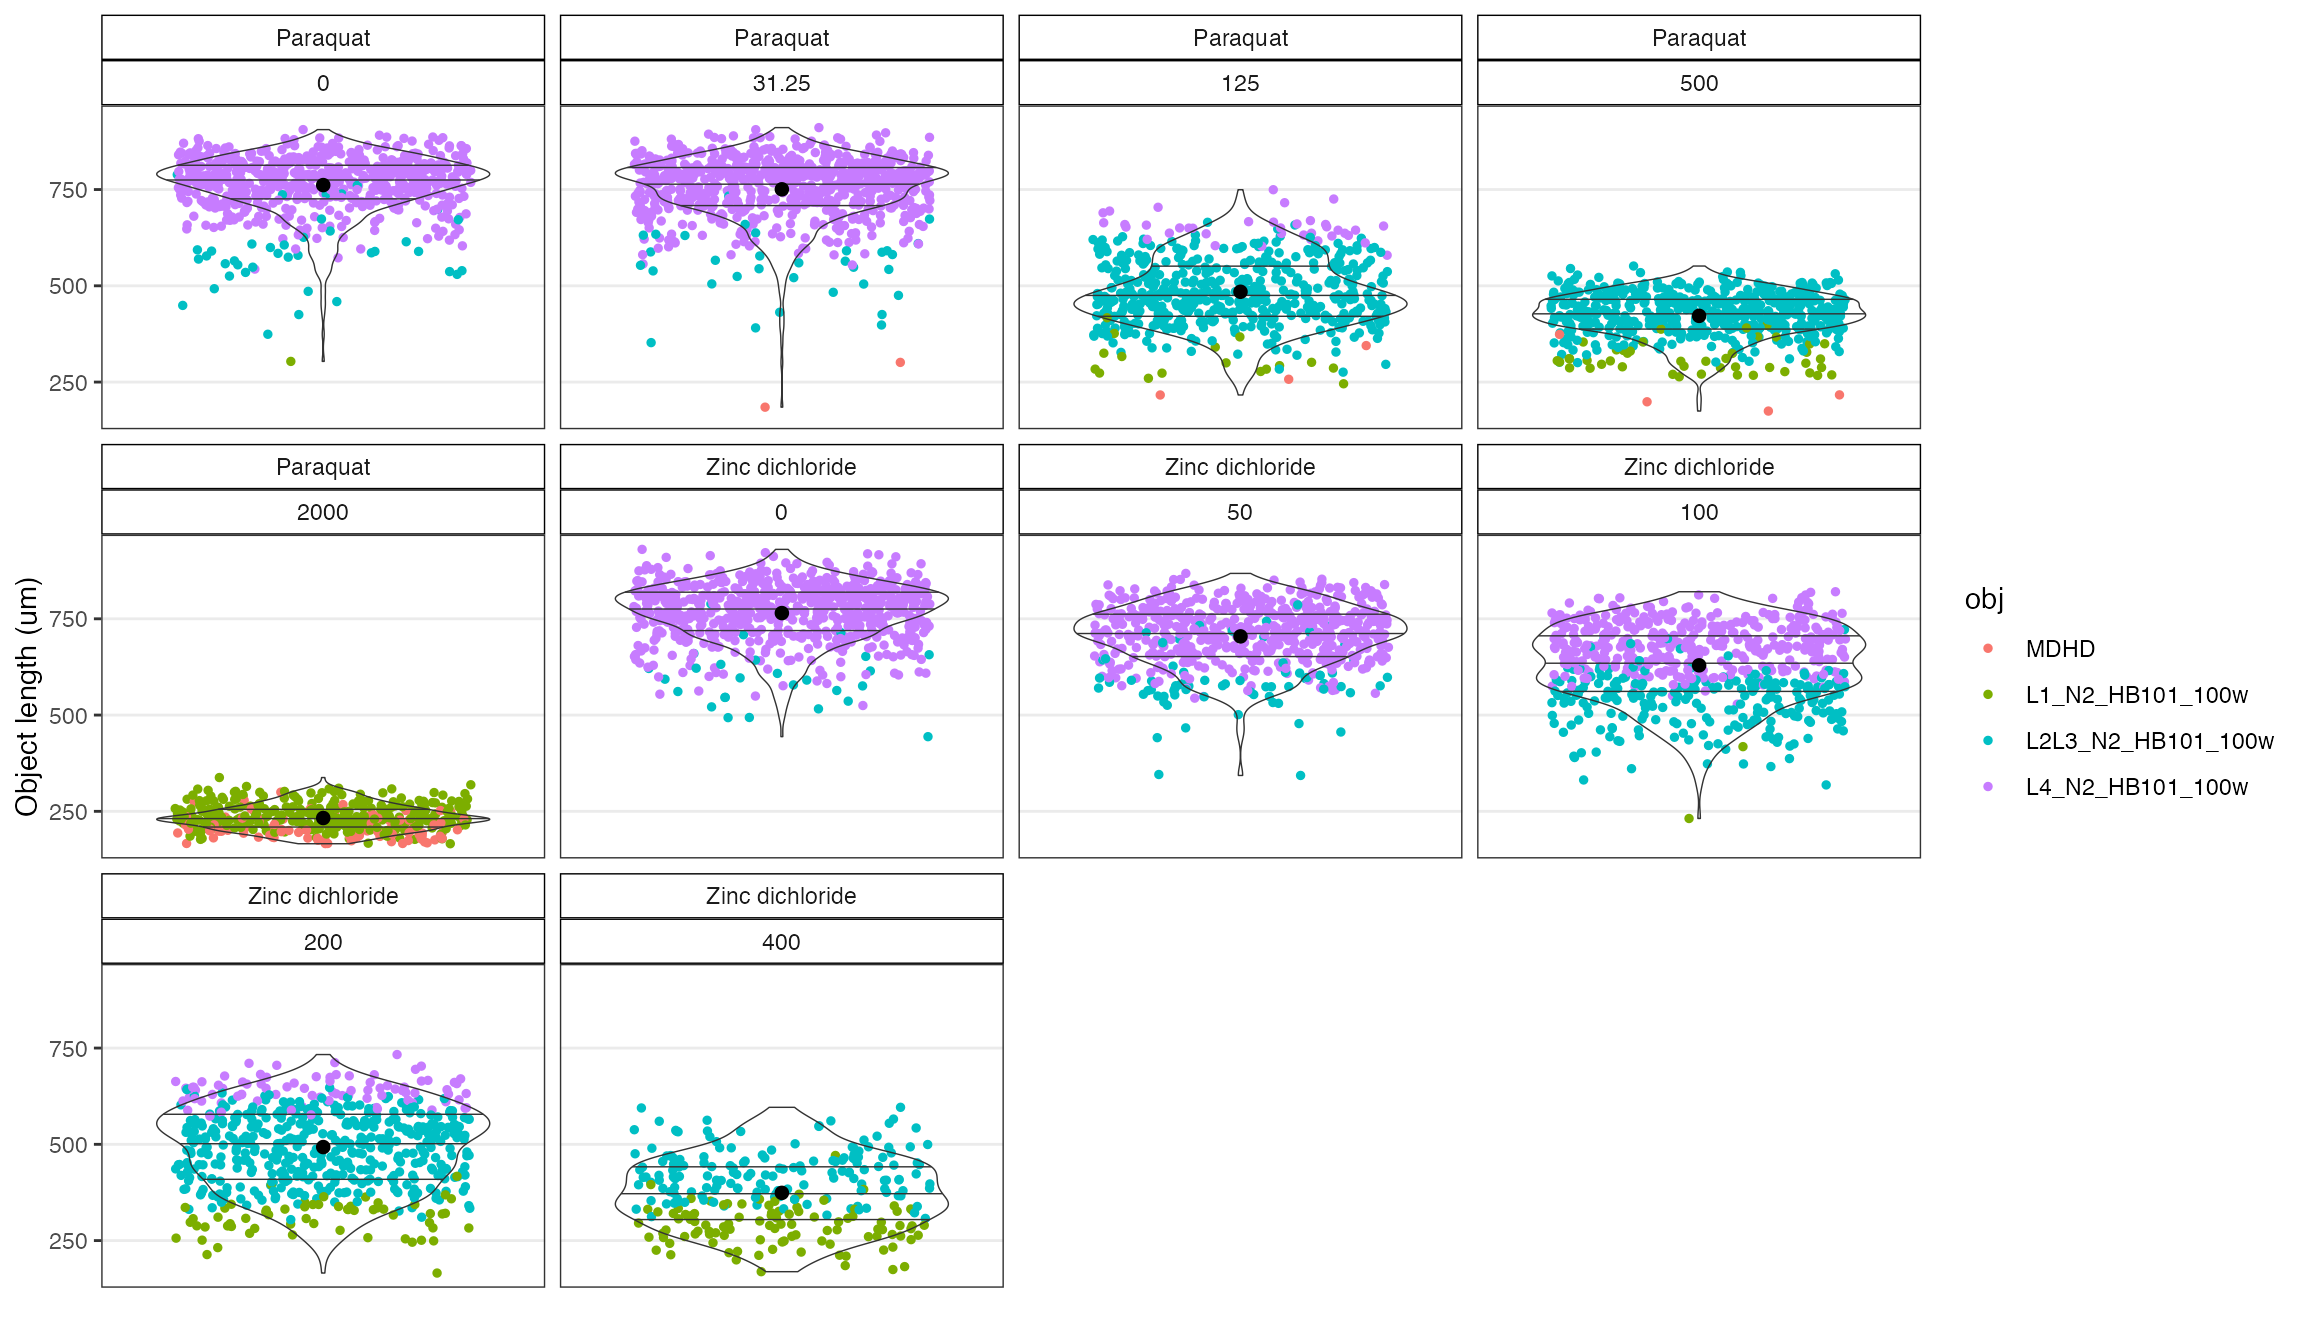 Paraquat
Paraquat
Paraquat
Paraquat
0
31.25
125
500
750
500
250
Paraquat
Zinc dichloride
Zinc dichloride
Zinc dichloride
2000
0
50
100
Object length (um)
750
500
250
obj
MDHD
L1_N2_HB101_100w
L2L3_N2_HB101_100w
L4_N2_HB101_100w
Zinc dichloride
Zinc dichloride
200
400
750
500
250